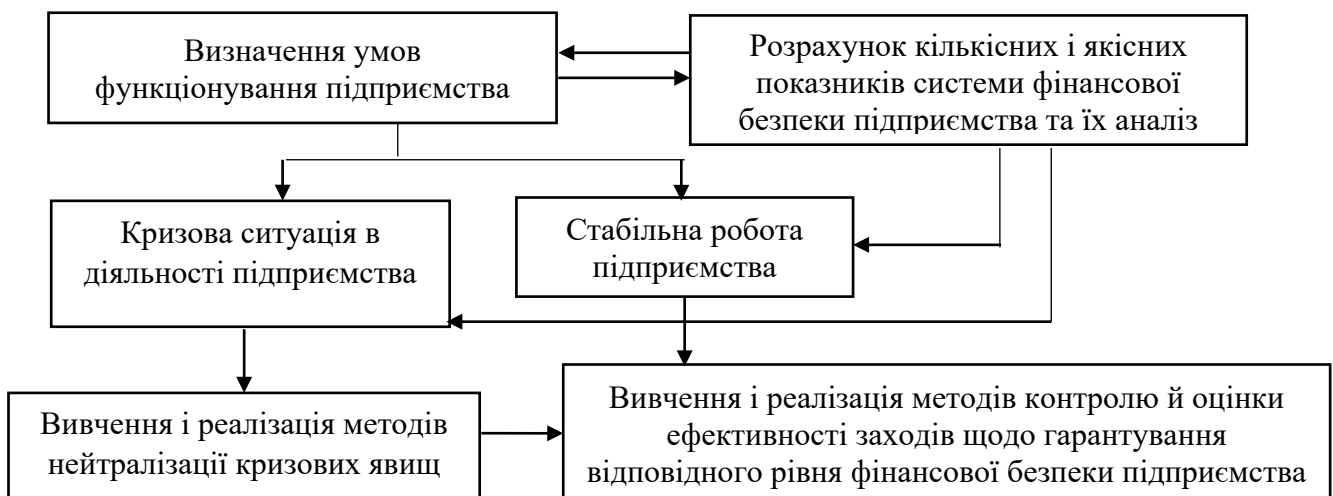 Визначення умов
функціонування підприємства
Розрахунок кількісних і якісних
показників системи фінансової
безпеки підприємства та їх аналіз
Кризова ситуація в
діяльності підприємства
Стабільна робота
підприємства
Вивчення і реалізація методів
нейтралізації кризових явищ
Вивчення і реалізація методів контролю й оцінки
ефективності заходів щодо гарантування
відповідного рівня фінансової безпеки підприємства